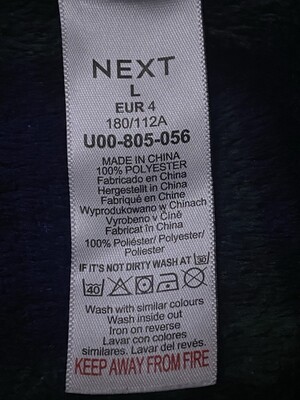 NEXT
L
EUR 4
180/112A
U00-805-056
MADE IN CHINA
100% POLYESTER
Fabricado en China
Hergestellt in China
Fabriqué en Chine
Wyprodukowano w Chinach
Vyrobeno v Číně
Fabricat în China
100% Poliéster/ Polyester/
Poliester
IF IT'S NOT DIRTY WASH AT 30
40
Wash with similar colours
Wash inside out
Iron on reverse
Lavar con colores
similares. Lavar del revés.
KEEP AWAY FROM FIRE